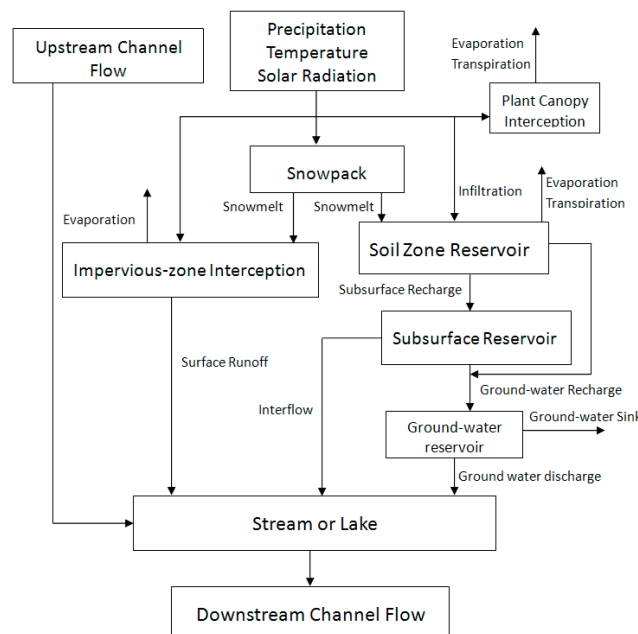 Upstream Channel
Flow
Precipitation
Temperature
Solar Radiation
Evaporation
Transpiration
Plant Canopy
Interception
Snowpack
Snowmelt
Snowmelt
Infiltration
Evaporation
Transpoiration
Evaporation
Impervious-zone Interception
Soil Zone Reservoir
Subsurface Recharge
Subsurface Reservoir
Surface Runoff
Interflow
Ground-water Recharge
Ground-water Sink
Ground-water
reservoir
Ground water discharge
Stream or Lake
Downstream Channel Flow